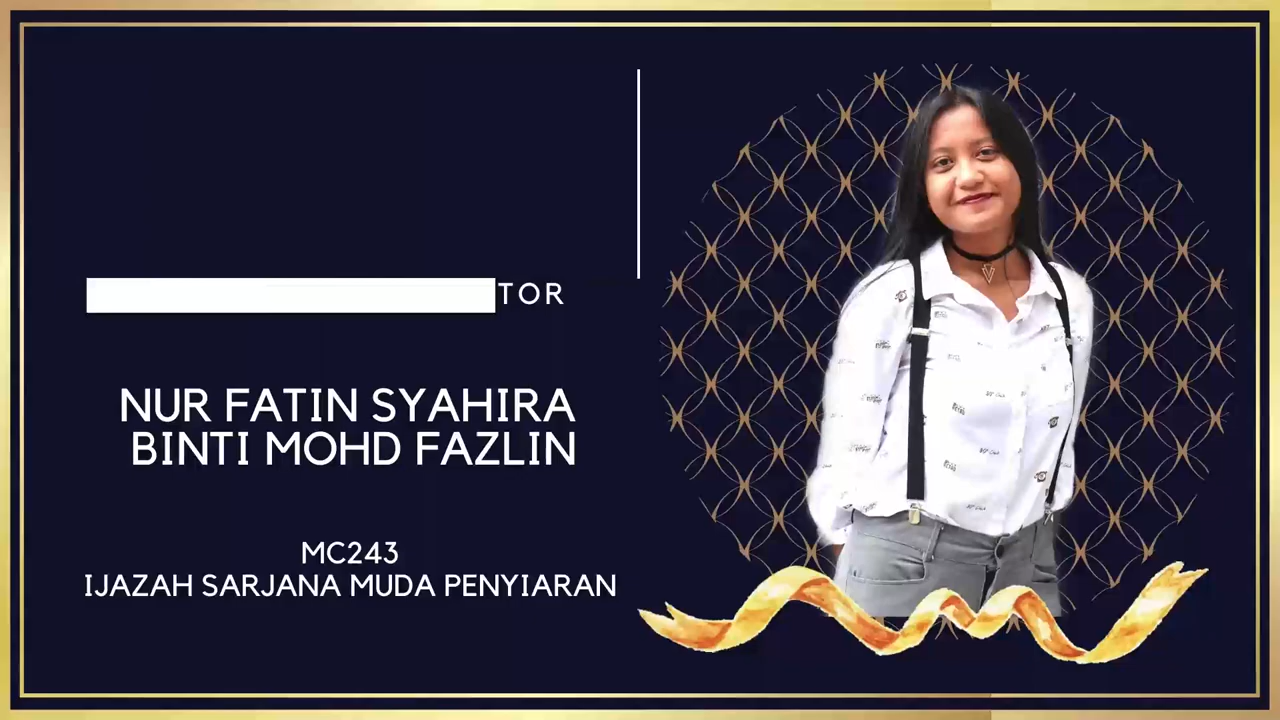 TOR
NUR FATIN SYAHIRA
BINTI MOHD FAZLIN
MC243
IJAZAH SARJANA MUDA PENYIARAN